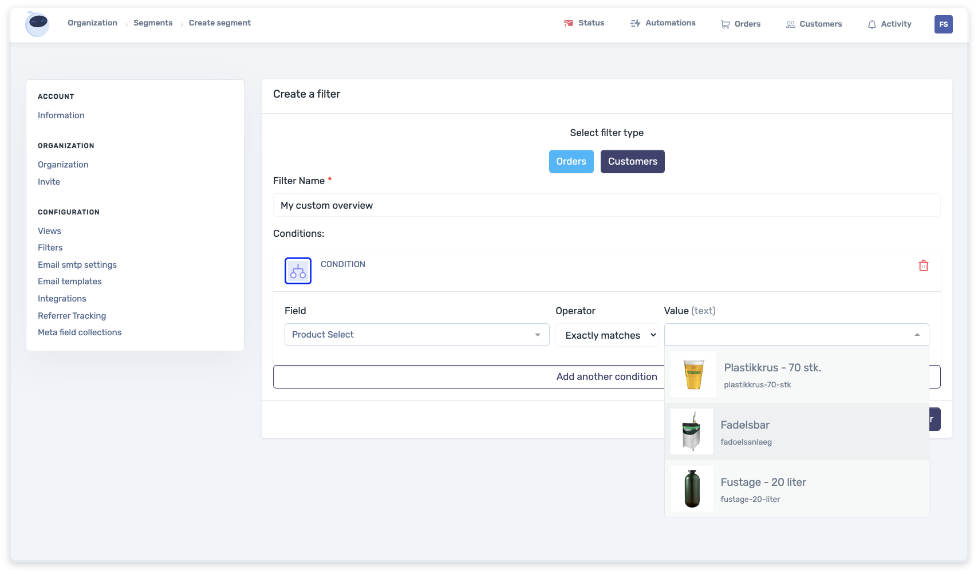 Organization Segments Create segment
Status Automations Orders Customers Activity FS
ACCOUNT
Information
ORGANIZATION
Organization
Invite
CONFIGURATION
Views
Filters
Email smtp settings
Email templates
Integrations
Referrer Tracking
Meta field collections
Create a filter
Select filter type
Orders Customers
Filter Name *
My custom overview
Conditions:
CONDITION
Field Operator Value (text)
Product Select Exactly matches
Plastikkrus - 70 stk.
plastikkrus-70-stk
Fadølsbar
fadoelsanlaeg
Fustage - 20 liter
fustage-20-liter
Add another condition
r